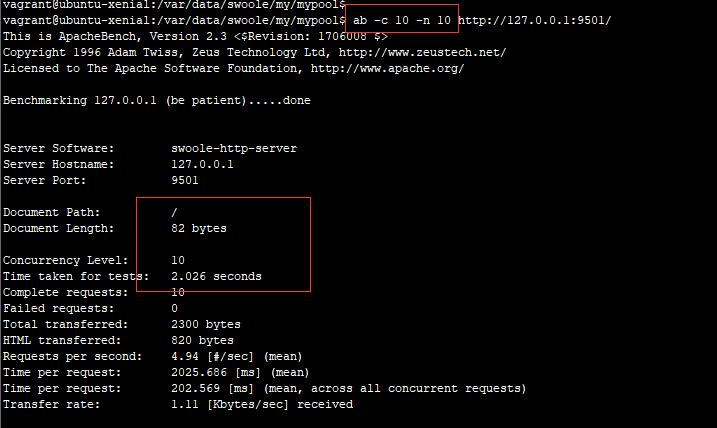 vagrant@ubuntu-xenial:/var/data/swoole/my/mypool$
vagrant@ubuntu-xenial:/var/data/swoole/my/mypool$ ab -c 10 -n 10 http://127.0.0.1:9501/
This is ApacheBench, Version 2.3 <$Revision: 1706008 $>
Copyright 1996 Adam Twiss, Zeus Technology Ltd, http://www.zeustech.net/
Licensed to The Apache Software Foundation, http://www.apache.org/
Benchmarking 127.0.0.1 (be patient).....done
Server Software: swoole-http-server
Server Hostname: 127.0.0.1
Server Port: 9501
Document Path: /
Document Length: 82 bytes
Concurrency Level: 10
Time taken for tests: 2.026 seconds
Complete requests: 10
Failed requests: 0
Total transferred: 2300 bytes
HTML transferred: 820 bytes
Requests per second: 4.94 [#/sec] (mean)
Time per request: 2025.686 [ms] (mean)
Time per request: 202.569 [ms] (mean, across all concurrent requests)
Transfer rate: 1.11 [Kbytes/sec] received